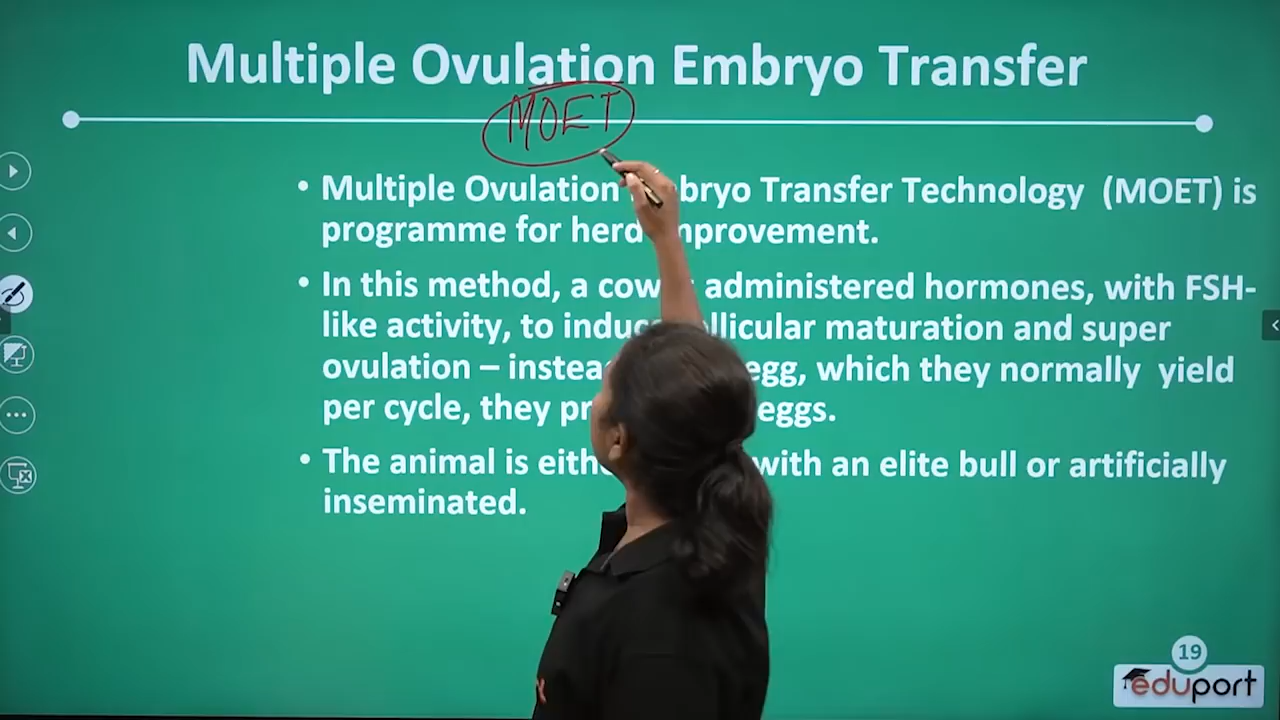 Multiple Ovulation Embryo Transfer
MOET
• Multiple Ovulation bryo Transfer Technology (MOET) is
programme for herd mprovement.
• In this method, a cow administered hormones, with FSH-
like activity, to induc llicular maturation and super
ovulation – instea egg, which they normally yield
per cycle, they pr eggs.
• The animal is eith with an elite bull or artificially
inseminated.
19
eduport